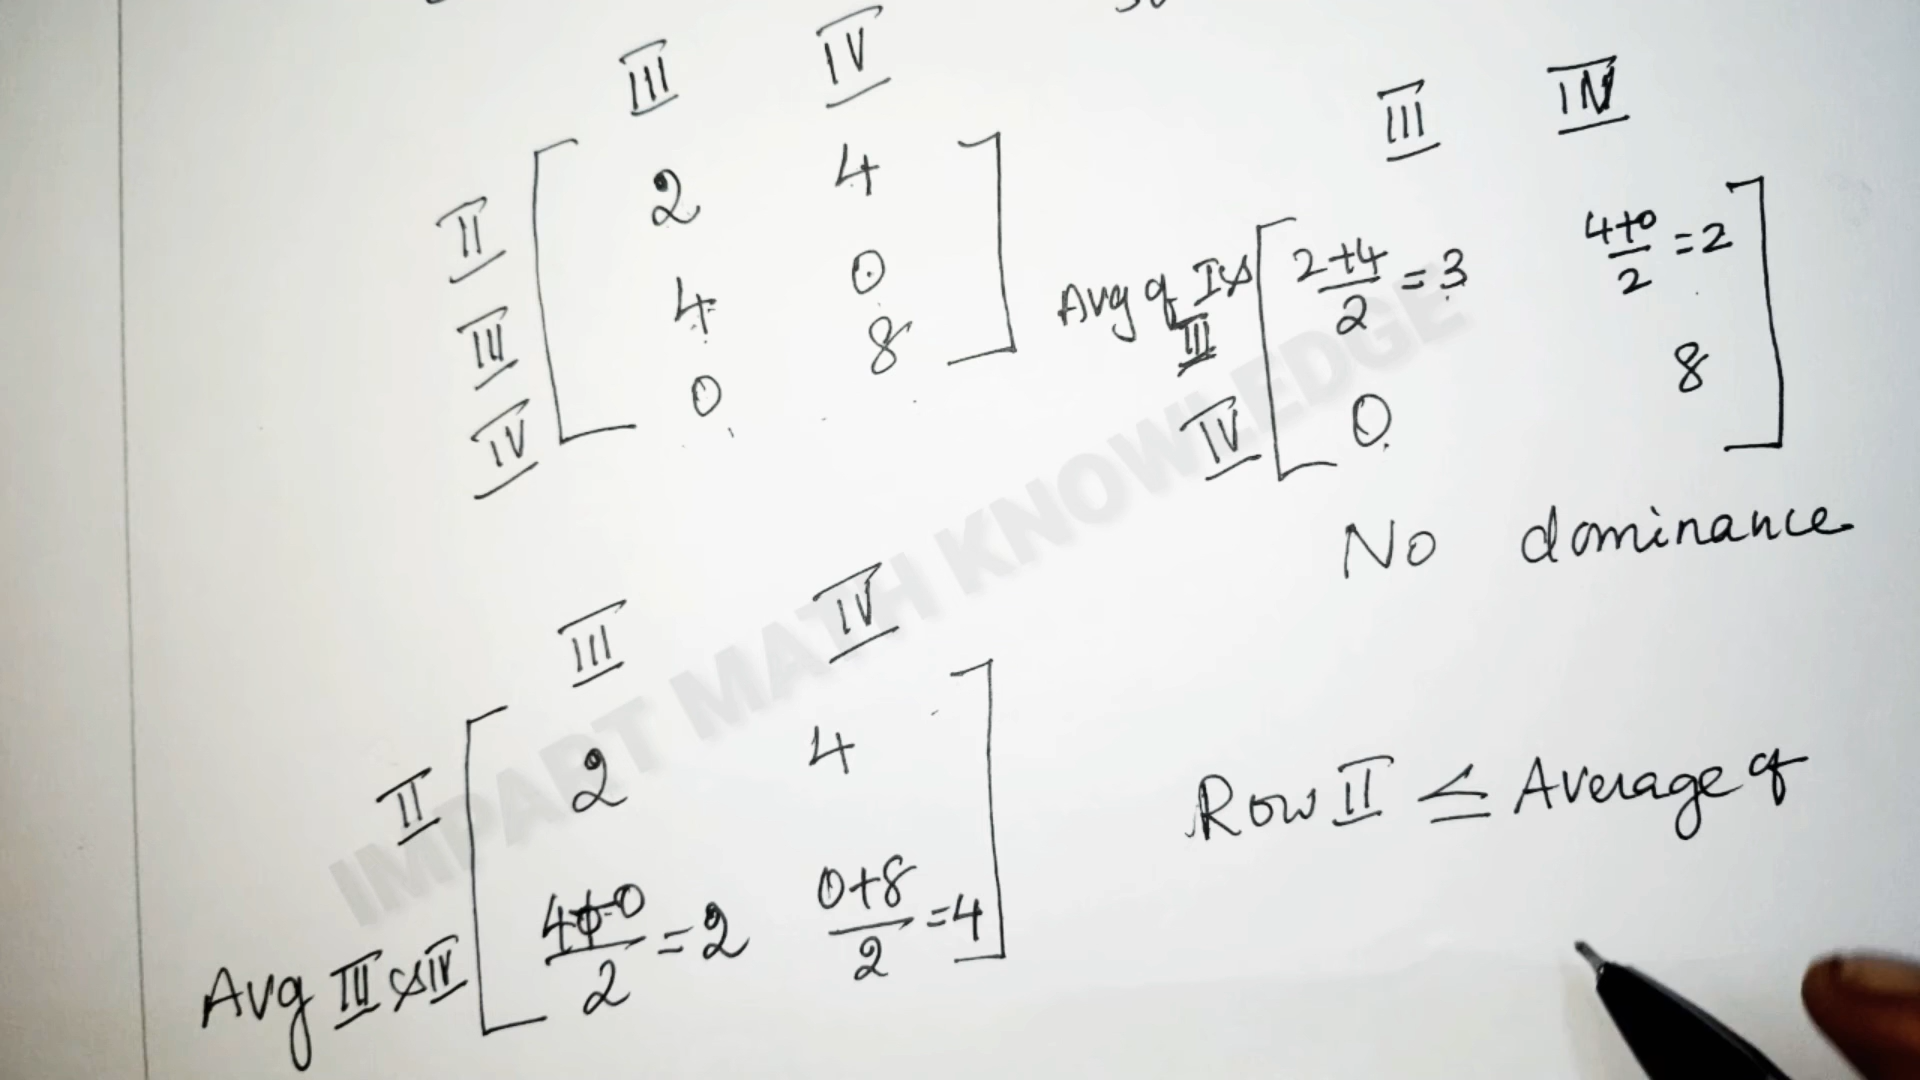 III IV
II 2 4
III 4 0
IV 0 8
III IV
Avg of II & III 2+4/2 = 3 4+0/2 = 2
IV 0 8
No dominance
III IV
II 2 4
Avg III & IV 4+0/2 = 2 0+8/2 = 4
Row II ≤ Average of
IMPART MATH KNOWLEDGE